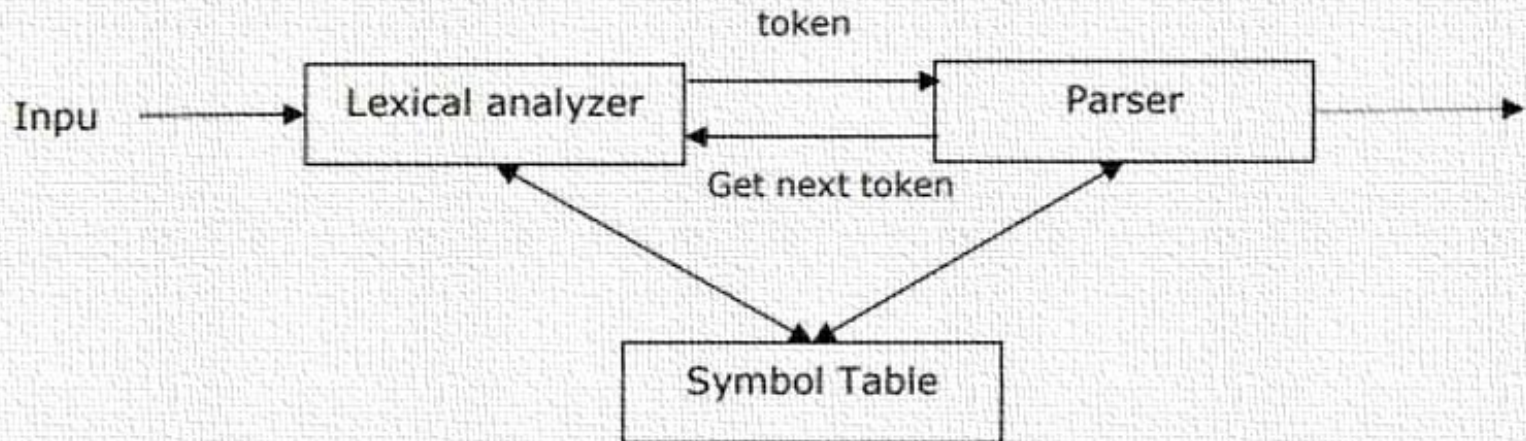 token
Lexical analyzer
Parser
Inpu
Get next token
Symbol Table